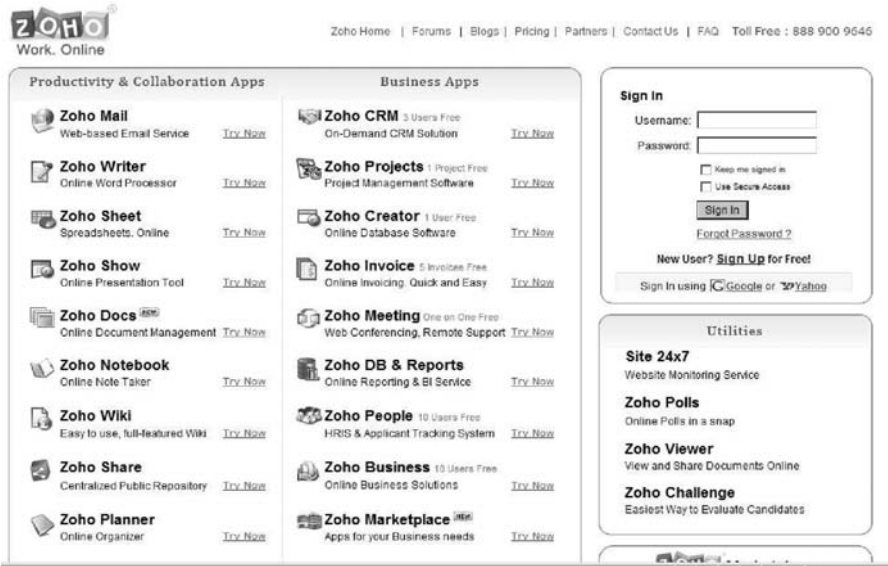 ZOHO
Work. Online
Zoho Home | Forums | Blogs | Pricing | Partners | Contact Us | FAQ Toll Free : 888 900 9646
Productivity & Collaboration Apps
Zoho Mail
Web-based Email Service Try Now
Zoho Writer
Online Word Processor Try Now
Zoho Sheet
Spreadsheets. Online Try Now
Zoho Show
Online Presentation Tool Try Now
Zoho Docs NEW
Online Document Management Try Now
Zoho Notebook
Online Note Taker Try Now
Zoho Wiki
Easy to use, full-featured Wiki Try Now
Zoho Share
Centralized Public Repository Try Now
Zoho Planner
Online Organizer Try Now
Business Apps
Zoho CRM 3 Users Free
On-Demand CRM Solution Try Now
Zoho Projects 1 Project Free
Project Management Software Try Now
Zoho Creator 1 User Free
Online Database Software Try Now
Zoho Invoice 5 Invoices Free
Online Invoicing. Quick and Easy Try Now
Zoho Meeting One on One Free
Web Conferencing, Remote Support Try Now
Zoho DB & Reports
Online Reporting & BI Service Try Now
Zoho People 10 Users Free
HRIS & Applicant Tracking System Try Now
Zoho Business 10 Users Free
Online Business Solutions Try Now
Zoho Marketplace NEW
Apps for your Business needs Try Now
Sign In
Username:
Password:
Keep me signed in
Use Secure Access
Sign In
Forgot Password ?
New User? Sign Up for Free!
Sign In using Google or Yahoo
Utilities
Site 24x7
Website Monitoring Service
Zoho Polls
Online Polls in a snap
Zoho Viewer
View and Share Documents Online
Zoho Challenge
Easiest Way to Evaluate Candidates